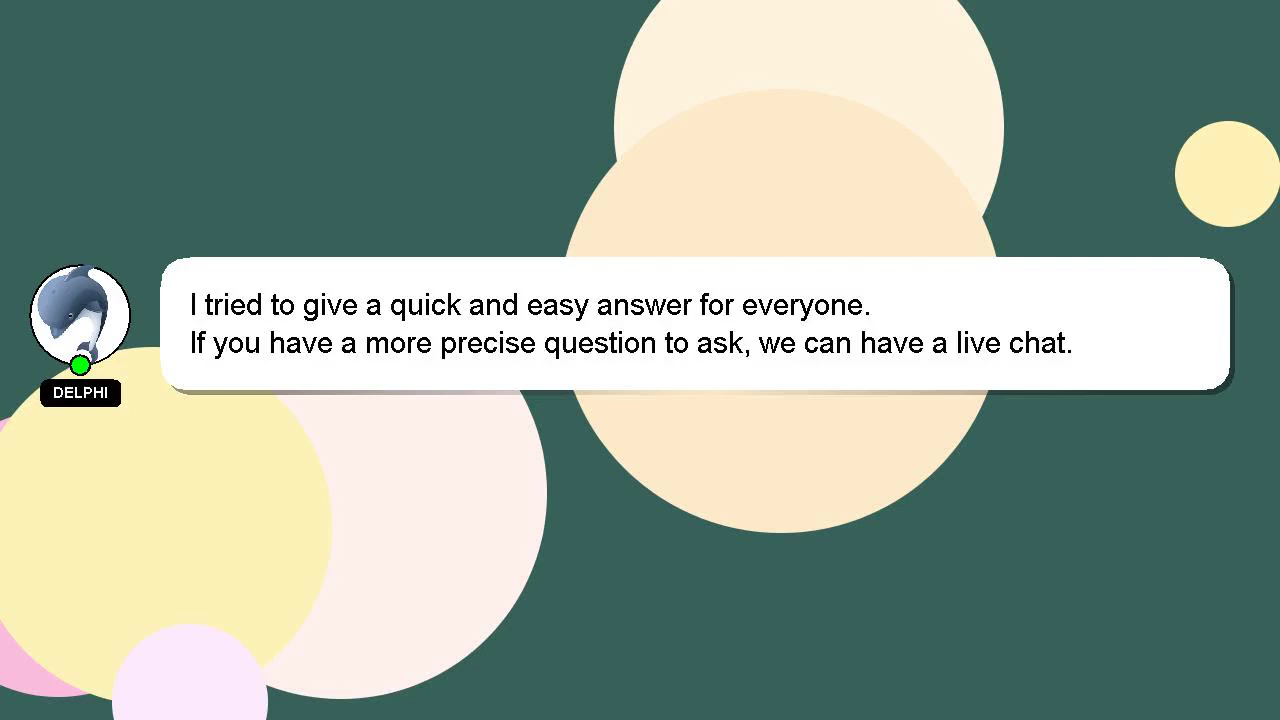 I tried to give a quick and easy answer for everyone.
If you have a more precise question to ask, we can have a live chat.
DELPHI